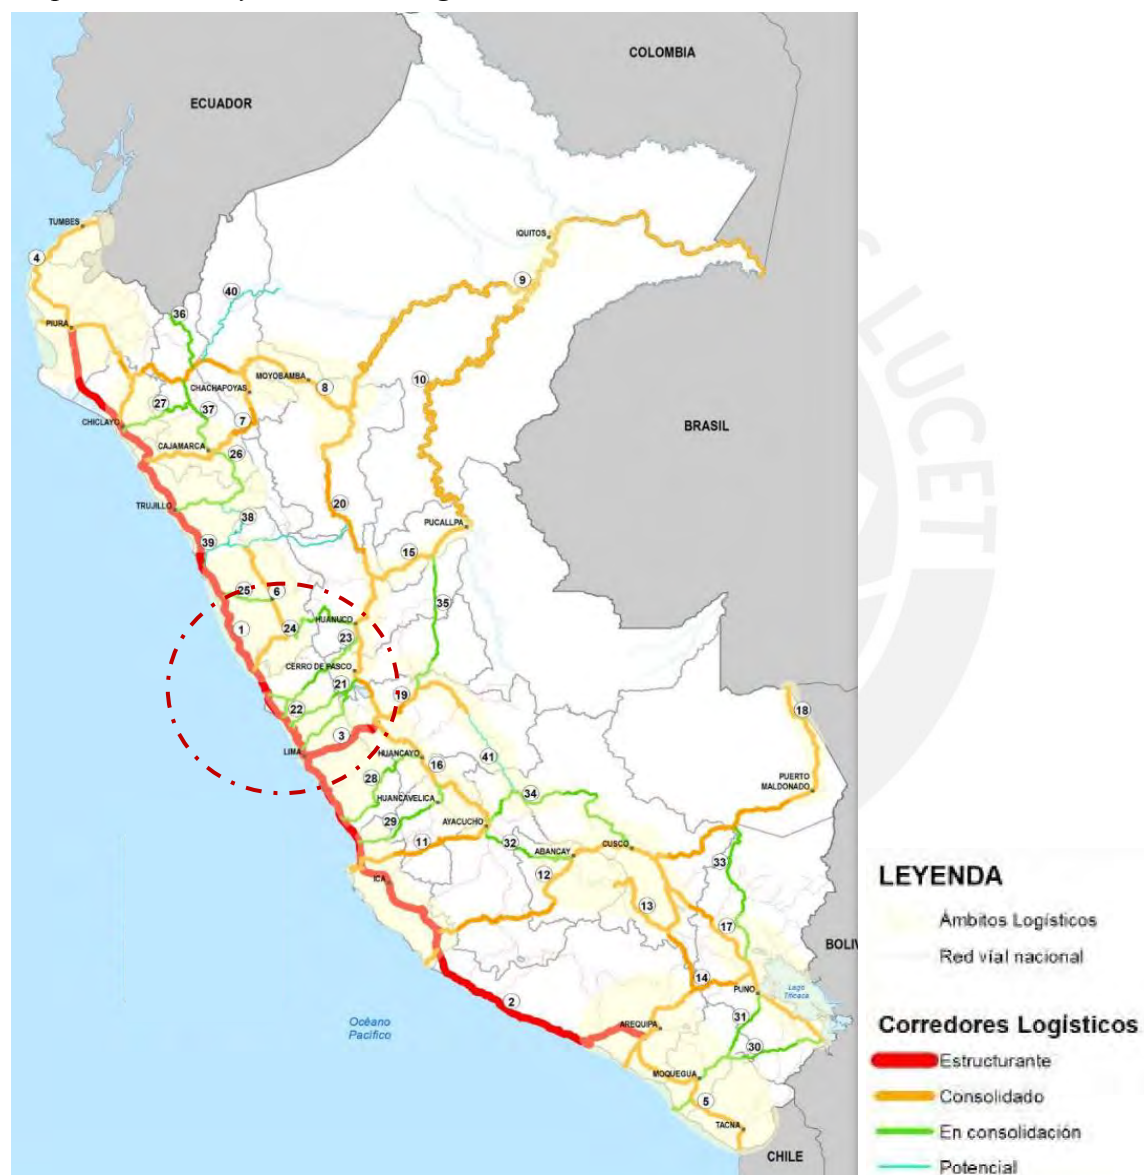 COLOMBIA
ECUADOR
TUMBES
IQUITOS
4
9
40
36
PIURA
MOYOBAMBA
8
10
CHACHAPOYAS
27
37
7
BRASIL
CHICLAYO
CAJAMARCA
26
20
TRUJILLO
38
PUCALLPA
39
15
25
6
35
1
24
HUANUCO
23
CERRO DE PASCO
21
19
18
22
3
LIMA
HUANCAYO
16
41
28
PUERTO
MALDONADO
HUANCAVELICA
34
29
AYACUCHO
11
32
ABANCAY
CUSCO
33
12
ICA
13
17
14
PUNO
Lago
Titicaca
2
31
AREQUIPA
30
Océano
Pacífico
MOQUEGUA
5
TACNA
CHILE
LUCET
LEYENDA
Ámbitos Logísticos
Red vial nacional
Corredores Logísticos
Estructurante
Consolidado
En consolidación
Potencial